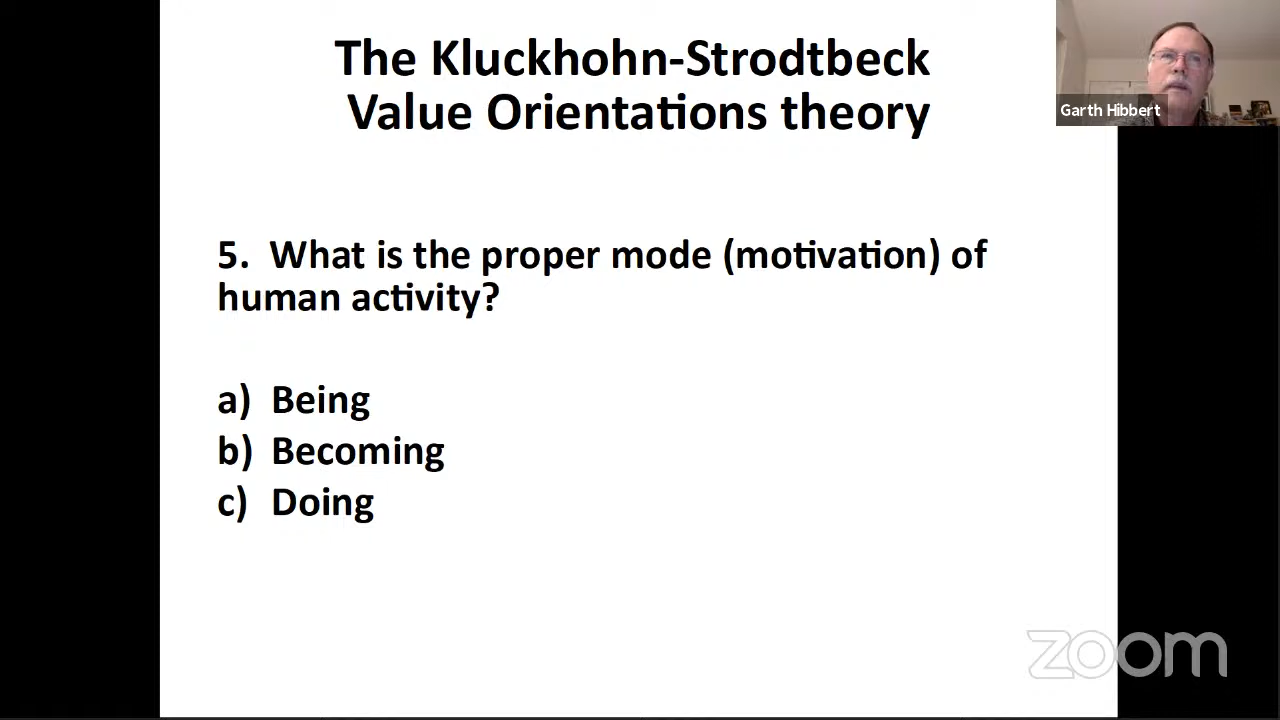 The Kluckhohn-Strodtbeck
Value Orientations theory
Garth Hibbert
5. What is the proper mode (motivation) of
human activity?
a) Being
b) Becoming
c) Doing
zoom